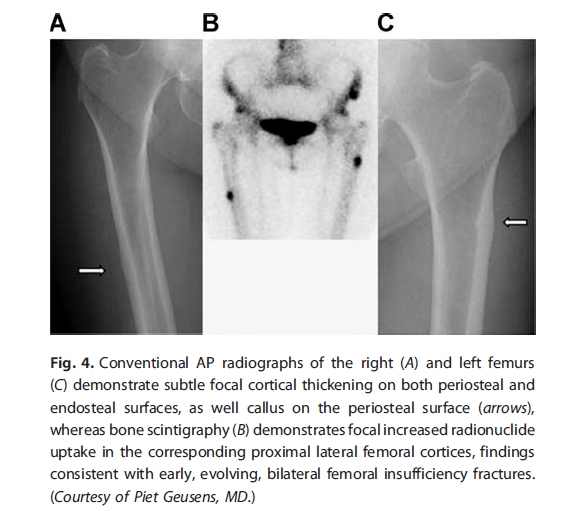 A
B
C
Fig. 4. Conventional AP radiographs of the right (A) and left femurs
(C) demonstrate subtle focal cortical thickening on both periosteal and
endosteal surfaces, as well callus on the periosteal surface (arrows),
whereas bone scintigraphy (B) demonstrates focal increased radionuclide
uptake in the corresponding proximal lateral femoral cortices, findings
consistent with early, evolving, bilateral femoral insufficiency fractures.
(Courtesy of Piet Geusens, MD.)